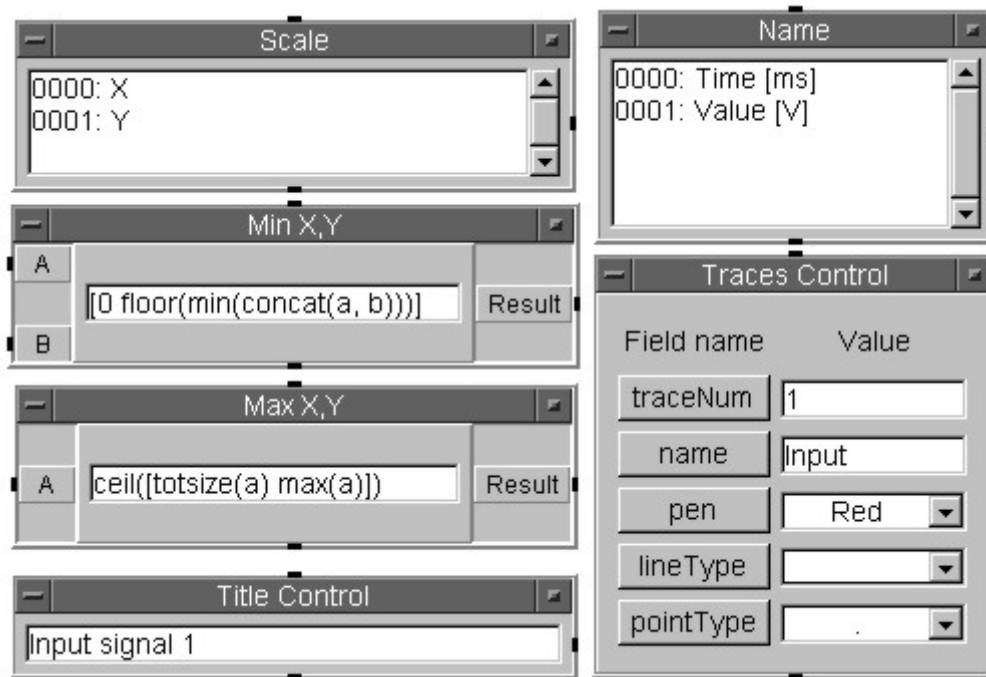 Scale
0000: X
0001: Y
Min X,Y
A
[0 floor(min(concat(a, b)))]
Result
B
Max X,Y
A
ceil([totsize(a) max(a)])
Result
Title Control
Input signal 1
Name
0000: Time [ms]
0001: Value [V]
Traces Control
Field name Value
traceNum 1
name Input
pen Red
lineType
pointType .